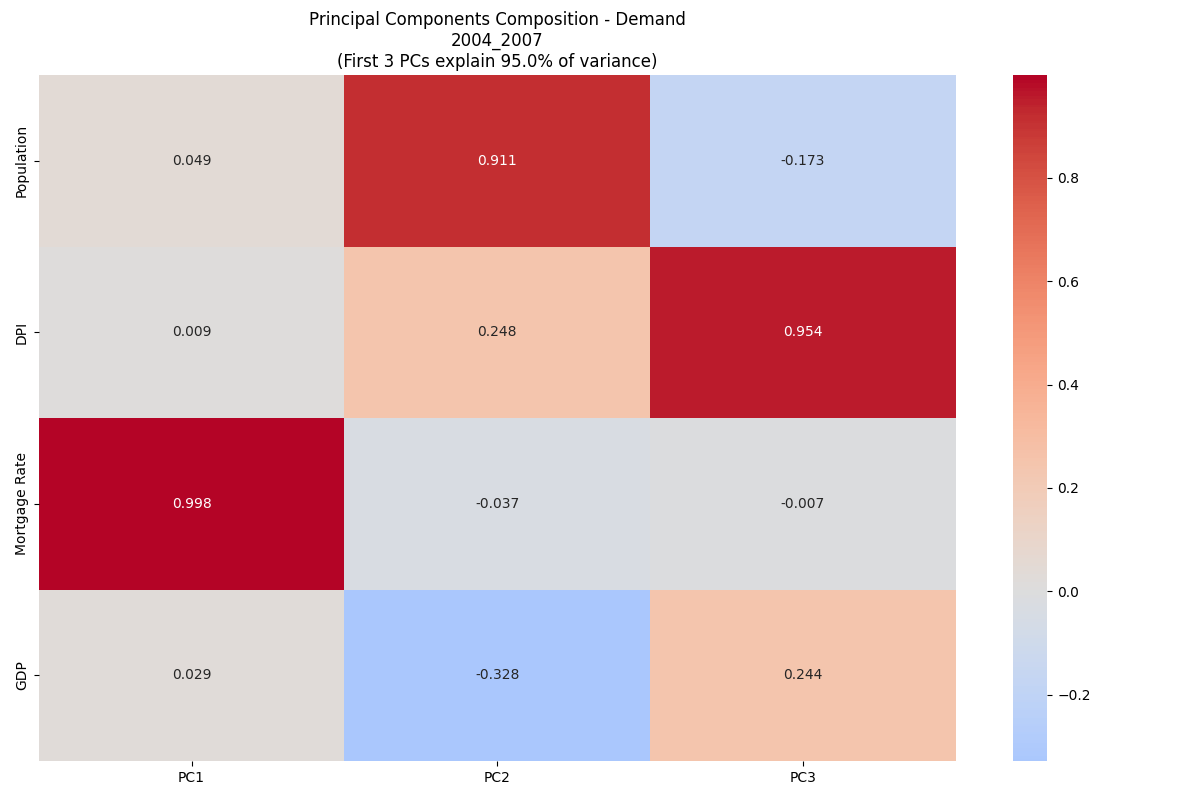 Principal Components Composition - Demand
2004_2007
(First 3 PCs explain 95.0% of variance)
Population
0.049
0.911
-0.173
DPI
0.009
0.248
0.954
Mortgage Rate
0.998
-0.037
-0.007
GDP
0.029
-0.328
0.244
PC1
PC2
PC3
0.8
0.6
0.4
0.2
0.0
−0.2